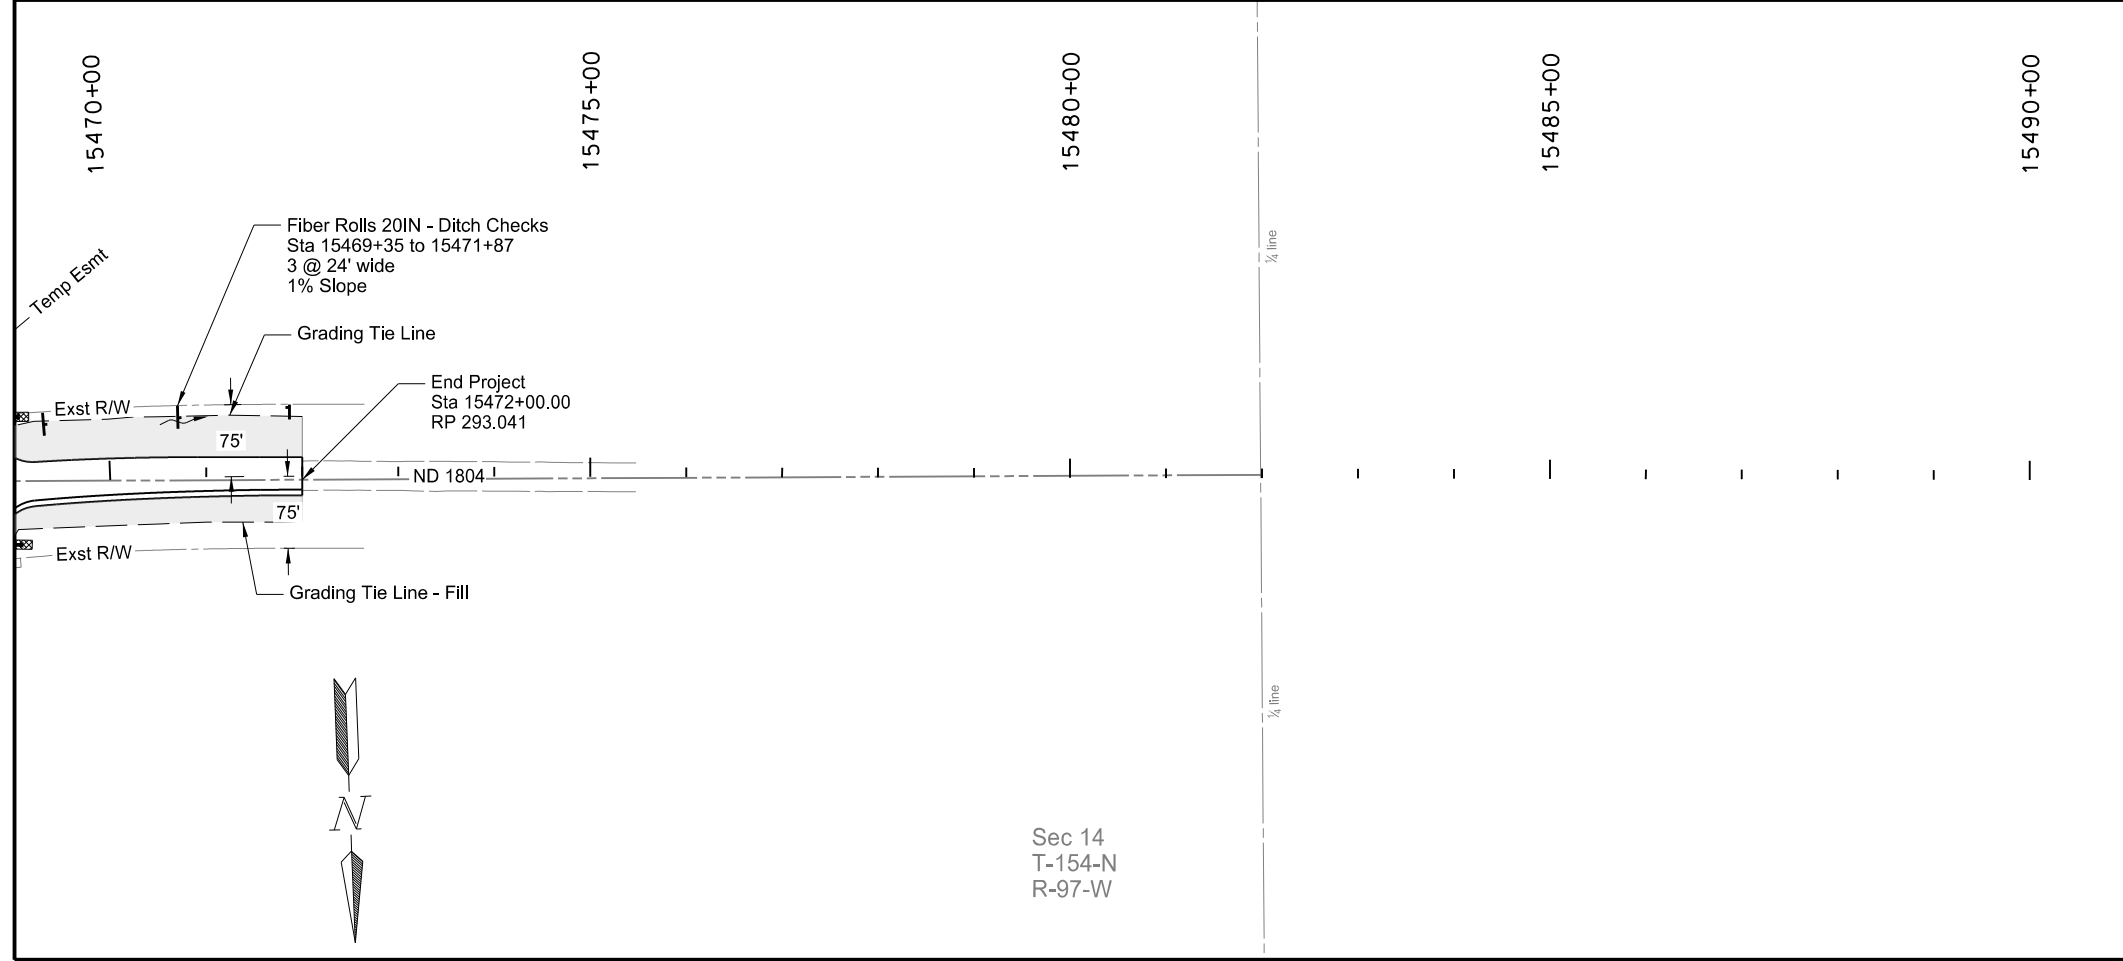 15470+00
15475+00
15480+00
15485+00
15490+00
Fiber Rolls 20IN - Ditch Checks
Sta 15469+35 to 15471+87
3 @ 24' wide
1% Slope
¼ line
Temp Esmt
Grading Tie Line
End Project
Sta 15472+00.00
RP 293.041
Exst R/W
75'
ND 1804
75'
Exst R/W
Grading Tie Line - Fill
¼ line
N
Sec 14
T-154-N
R-97-W